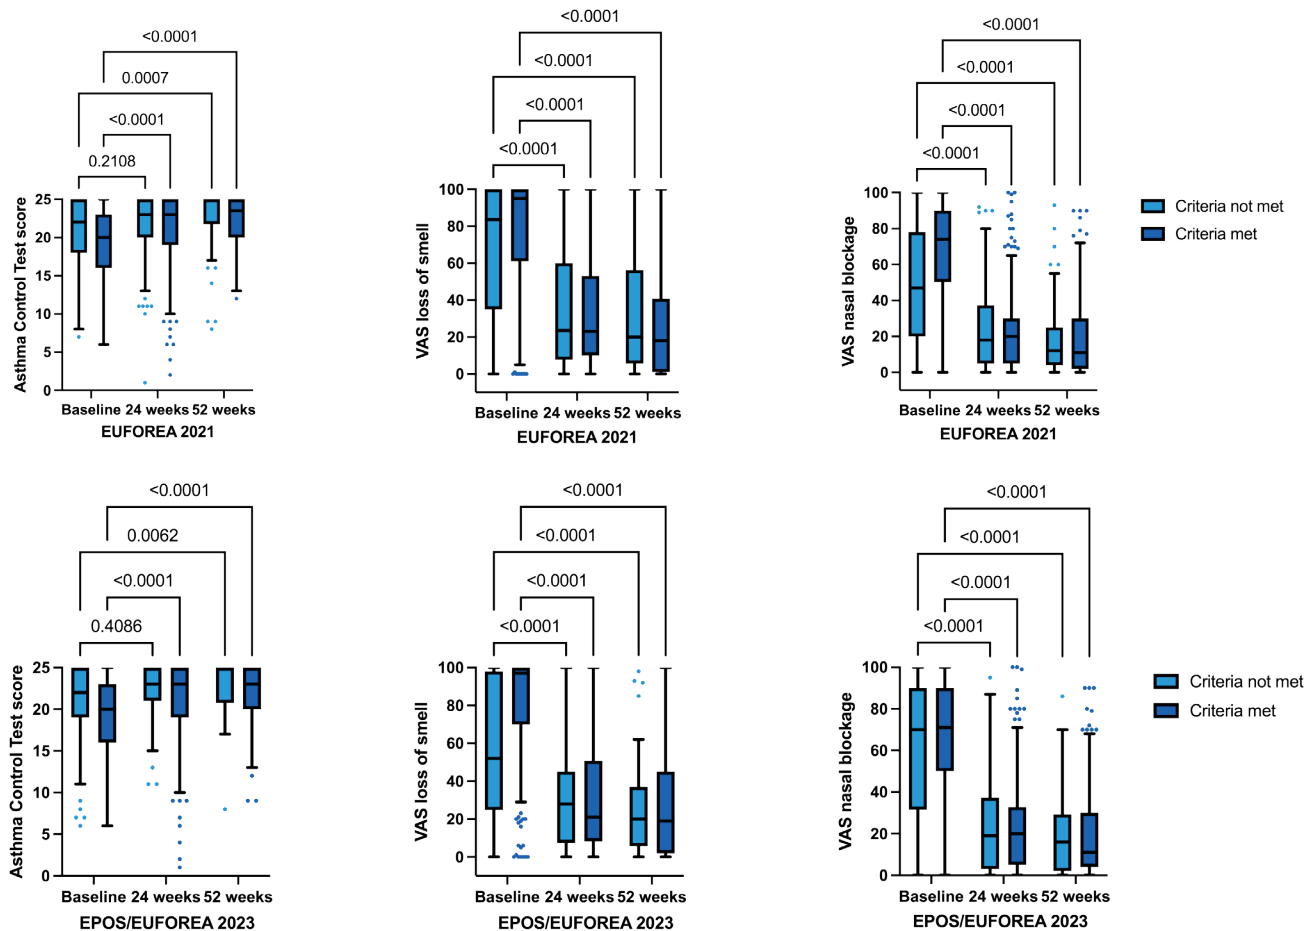 <0.0001
0.0007
<0.0001
0.2108
Asthma Control Test score
25
20
15
10
5
0
Baseline 24 weeks 52 weeks
EUFOREA 2021
<0.0001
<0.0001
<0.0001
<0.0001
VAS loss of smell
100
80
60
40
20
0
Baseline 24 weeks 52 weeks
EUFOREA 2021
<0.0001
<0.0001
<0.0001
<0.0001
VAS nasal blockage
100
80
60
40
20
0
Baseline 24 weeks 52 weeks
EUFOREA 2021
Criteria not met
Criteria met
<0.0001
0.0062
<0.0001
0.4086
Asthma Control Test score
25
20
15
10
5
0
Baseline 24 weeks 52 weeks
EPOS/EUFOREA 2023
<0.0001
<0.0001
<0.0001
<0.0001
VAS loss of smell
100
80
60
40
20
0
Baseline 24 weeks 52 weeks
EPOS/EUFOREA 2023
<0.0001
<0.0001
<0.0001
<0.0001
VAS nasal blockage
100
80
60
40
20
0
Baseline 24 weeks 52 weeks
EPOS/EUFOREA 2023
Criteria not met
Criteria met